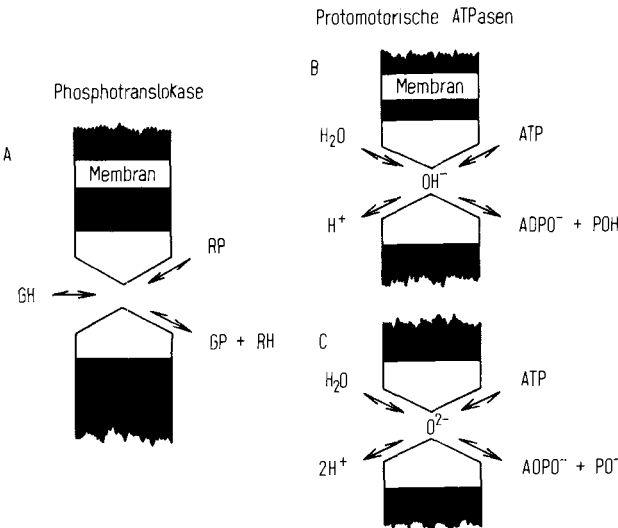 Protomotorische ATPasen
Phosphotranslokase
A
Membran
RP
GH
GP + RH
B
Membran
H₂O
ATP
OH⁻
H⁺
ADPO⁻ + POH
C
H₂O
ATP
O²⁻
2H⁺
AOPO⁻ + PO⁻